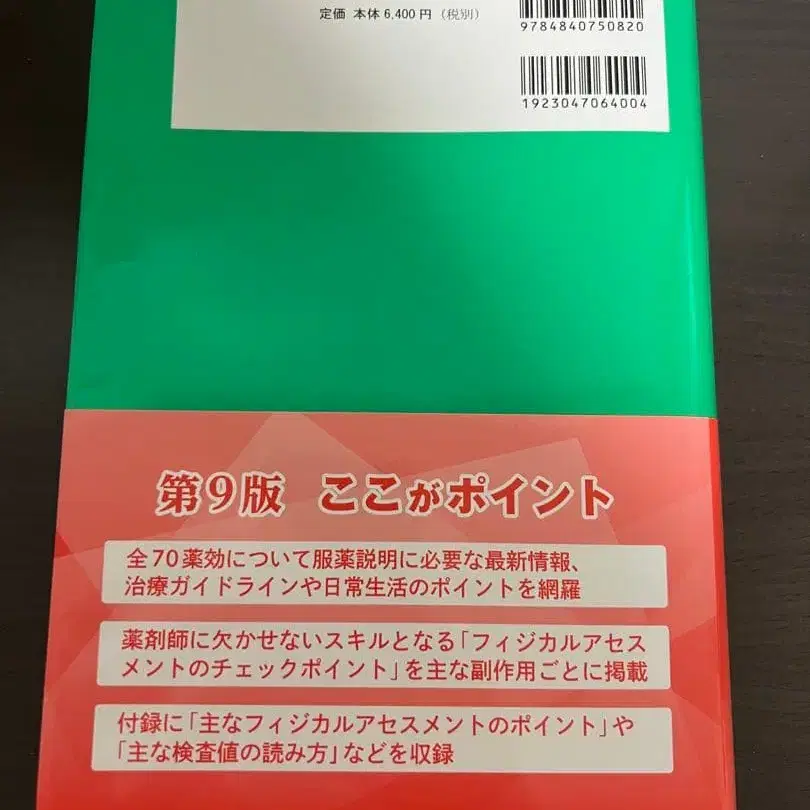 定価 本体6,400円（税別）
9784840750820
1923047064004
第9版 ここがポイント
全70薬効について服薬説明に必要な最新情報、
治療ガイドラインや日常生活のポイントを網羅
薬剤師に欠かせないスキルとなる「フィジカルアセス
メントのチェックポイント」を主な副作用ごとに掲載
付録に「主なフィジカルアセスメントのポイント」や
「主な検査値の読み方」などを収録